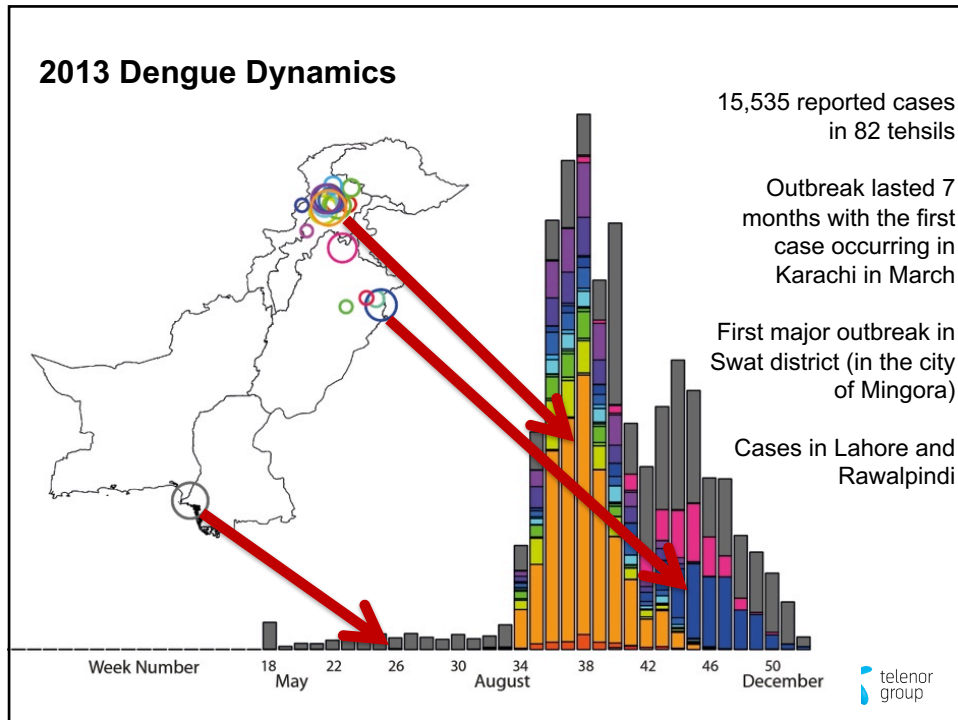 2013 Dengue Dynamics
15,535 reported cases
in 82 tehsils
Outbreak lasted 7
months with the first
case occurring in
Karachi in March
First major outbreak in
Swat district (in the city
of Mingora)
Cases in Lahore and
Rawalpindi
Week Number
18 22 26 30 34 38 42 46 50
May August December
telenor
group